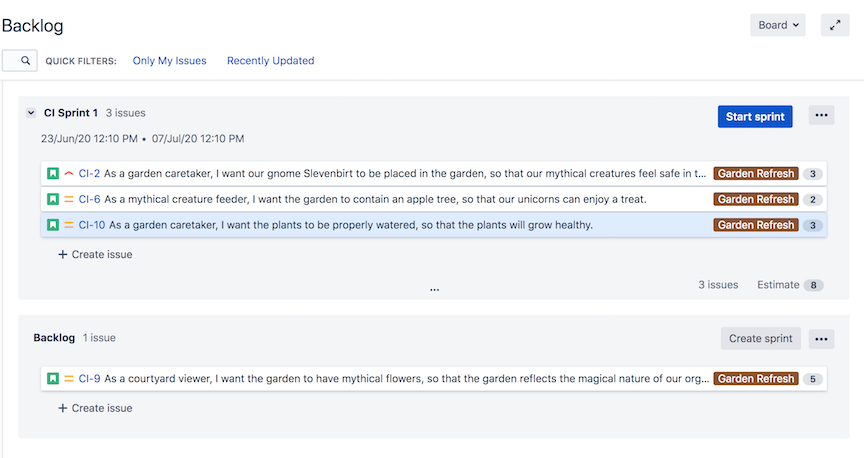 Backlog
Board
QUICK FILTERS: Only My Issues Recently Updated
CI Sprint 1 3 issues
Start sprint
23/Jun/20 12:10 PM • 07/Jul/20 12:10 PM
CI-2 As a garden caretaker, I want our gnome Slevenbirt to be placed in the garden, so that our mythical creatures feel safe in t... Garden Refresh 3
CI-6 As a mythical creature feeder, I want the garden to contain an apple tree, so that our unicorns can enjoy a treat. Garden Refresh 2
CI-10 As a garden caretaker, I want the plants to be properly watered, so that the plants will grow healthy. Garden Refresh 3
+ Create issue
3 issues Estimate 8
Backlog 1 issue Create sprint
CI-9 As a courtyard viewer, I want the garden to have mythical flowers, so that the garden reflects the magical nature of our org... Garden Refresh 5
+ Create issue